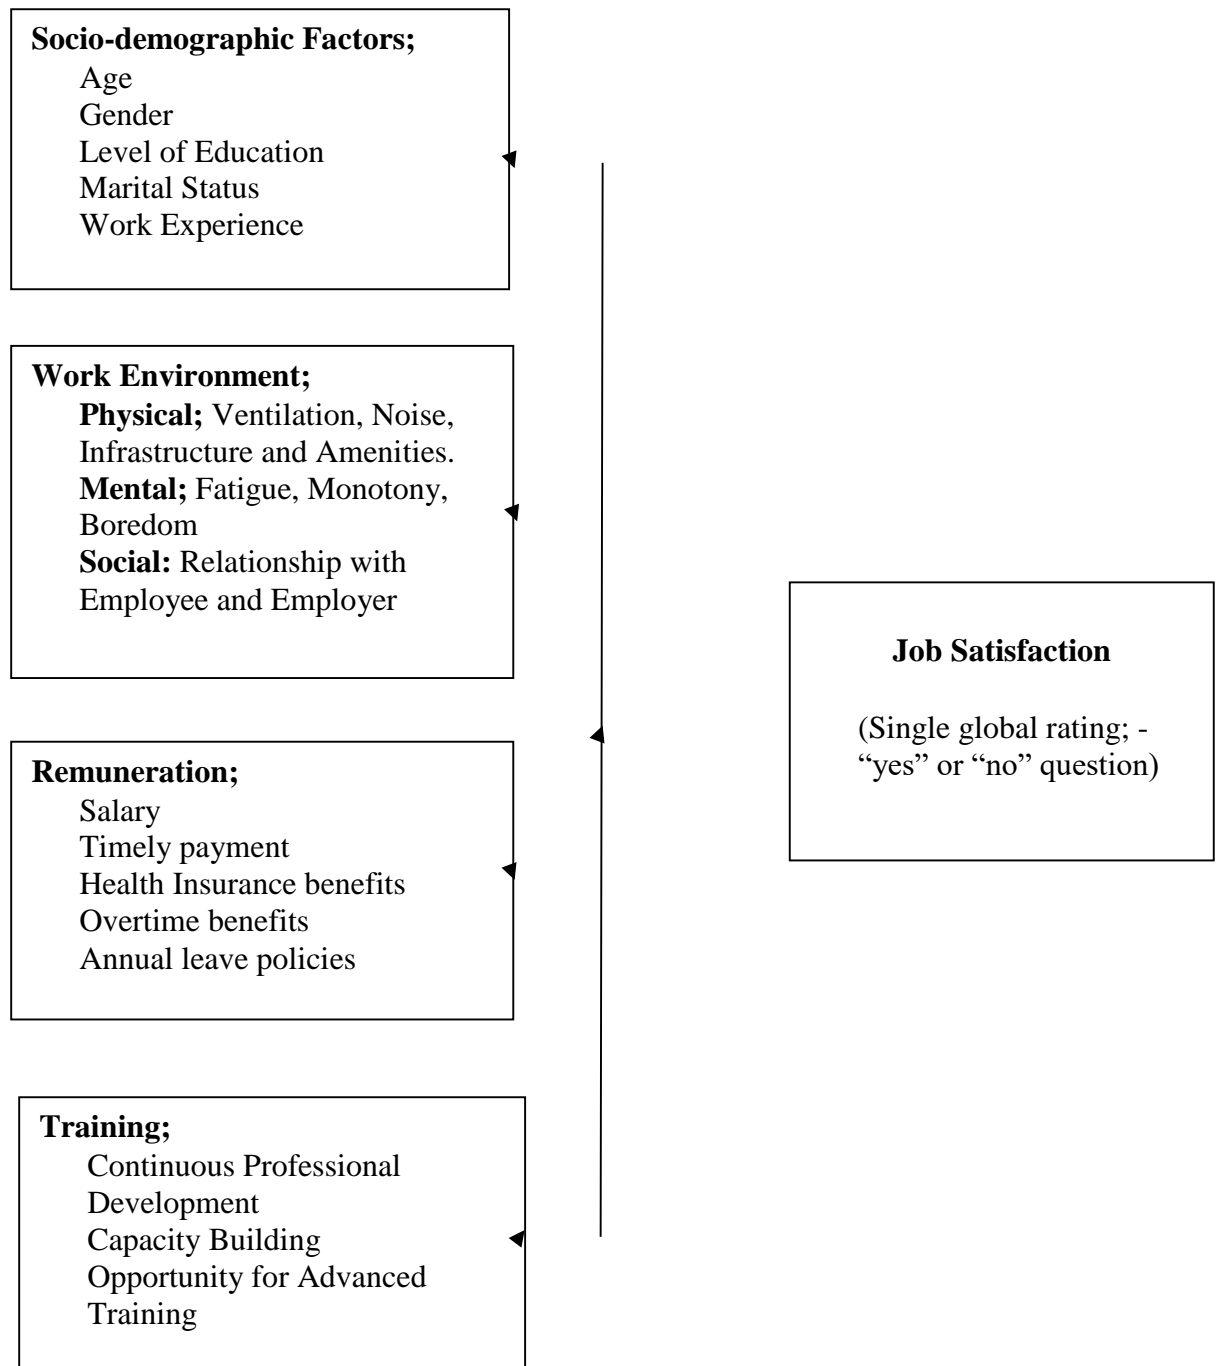 Socio-demographic Factors;
Age
Gender
Level of Education
Marital Status
Work Experience
Work Environment;
Physical; Ventilation, Noise,
Infrastructure and Amenities.
Mental; Fatigue, Monotony,
Boredom
Social: Relationship with
Employee and Employer
Remuneration;
Salary
Timely payment
Health Insurance benefits
Overtime benefits
Annual leave policies
Training;
Continuous Professional
Development
Capacity Building
Opportunity for Advanced
Training
Job Satisfaction
(Single global rating; -
“yes” or “no” question)